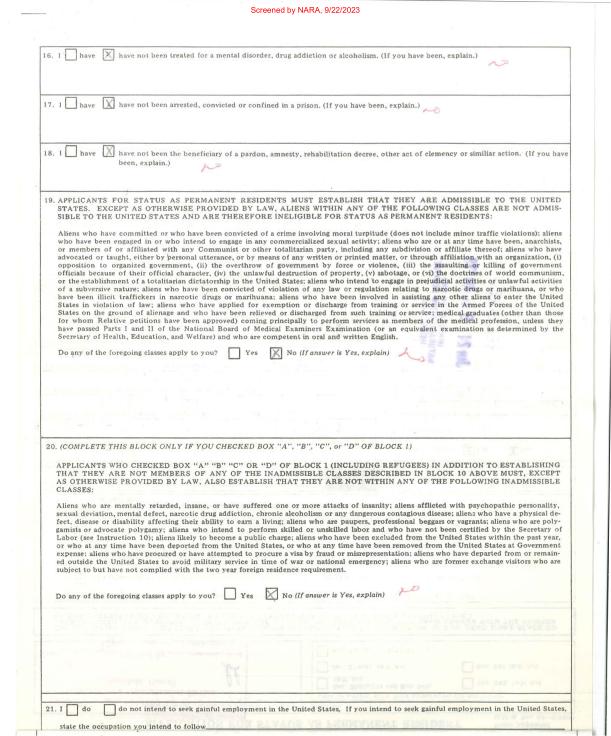 Screened by NARA, 9/22/2023
16. I have X have not been treated for a mental disorder, drug addiction or alcoholism. (If you have been, explain.)
no
17. I have X have not been arrested, convicted or confined in a prison. (If you have been, explain.)
no
18. I have X have not been the beneficiary of a pardon, amnesty, rehabilitation decree, other act of clemency or similiar action. (If you have
been, explain.)
no
19. APPLICANTS FOR STATUS AS PERMANENT RESIDENTS MUST ESTABLISH THAT THEY ARE ADMISSIBLE TO THE UNITED
STATES. EXCEPT AS OTHERWISE PROVIDED BY LAW, ALIENS WITHIN ANY OF THE FOLLOWING CLASSES ARE NOT ADMIS-
SIBLE TO THE UNITED STATES AND ARE THEREFORE INELIGIBLE FOR STATUS AS PERMANENT RESIDENTS:
Aliens who have committed or who have been convicted of a crime involving moral turpitude (does not include minor traffic violations); aliens
who have been engaged in or who intend to engage in any commercialized sexual activity; aliens who are or at any time have been, anarchists,
or members of or affiliated with any Communist or other totalitarian party, including any subdivision or affiliate thereof; aliens who have
advocated or taught, either by personal utterance, or by means of any written or printed matter, or through affiliation with an organization, (i)
opposition to organized government, (ii) the overthrow of government by force or violence, (iii) the assaulting or killing of government
officials because of their official character, (iv) the unlawful destruction of property, (v) sabotage, or (vi) the doctrines of world communism,
or the establishment of a totalitarian dictatorship in the United States; aliens who intend to engage in prejudicial activities or unlawful activities
of a subversive nature; aliens who have been convicted of violation of any law or regulation relating to narcotic drugs or marihuana, or who
have been illicit traffickers in narcotic drugs or marihuana; aliens who have been involved in assisting any other aliens to enter the United
States in violation of law; aliens who have applied for exemption or discharge from training or service in the Armed Forces of the United
States on the ground of alienage and who have been relieved or discharged from such training or service; medical graduates (other than those
for whom Relative petitions have been approved) coming principally to perform services as members of the medical profession, unless they
have passed Parts I and II of the National Board of Medical Examiners Examination (or an equivalent examination as determined by the
Secretary of Health, Education, and Welfare) and who are competent in oral and written English.
Do any of the foregoing classes apply to you? Yes X No (If answer is Yes, explain) no
20. (COMPLETE THIS BLOCK ONLY IF YOU CHECKED BOX "A", "B", "C", or "D" OF BLOCK 1)
APPLICANTS WHO CHECKED BOX "A" "B" "C" OR "D" OF BLOCK 1 (INCLUDING REFUGEES) IN ADDITION TO ESTABLISHING
THAT THEY ARE NOT MEMBERS OF ANY OF THE INADMISSIBLE CLASSES DESCRIBED IN BLOCK 10 ABOVE MUST, EXCEPT
AS OTHERWISE PROVIDED BY LAW, ALSO ESTABLISH THAT THEY ARE NOT WITHIN ANY OF THE FOLLOWING INADMISSIBLE
CLASSES:
Aliens who are mentally retarded, insane, or have suffered one or more attacks of insanity; aliens afflicted with psychopathic personality,
sexual deviation, mental defect, narcotic drug addiction, chronic alcoholism or any dangerous contagious disease; aliens who have a physical de-
fect, disease or disability affecting their ability to earn a living; aliens who are paupers, professional beggars or vagrants; aliens who are poly-
gamists or advocate polygamy; aliens who intend to perform skilled or unskilled labor and who have not been certified by the Secretary of
Labor (see Instruction 10); aliens likely to become a public charge; aliens who have been excluded from the United States within the past year,
or who at any time have been deported from the United States, or who at any time have been removed from the United States at Government
expense; aliens who have procured or have attempted to procure a visa by fraud or misrepresentation; aliens who have departed from or remain-
ed outside the United States to avoid military service in time of war or national emergency; aliens who are former exchange visitors who are
subject to but have not complied with the two year foreign residence requirement.
Do any of the foregoing classes apply to you? Yes X No (If answer is Yes, explain) no
21. I do do not intend to seek gainful employment in the United States. If you intend to seek gainful employment in the United States,
state the occupation you intend to follow